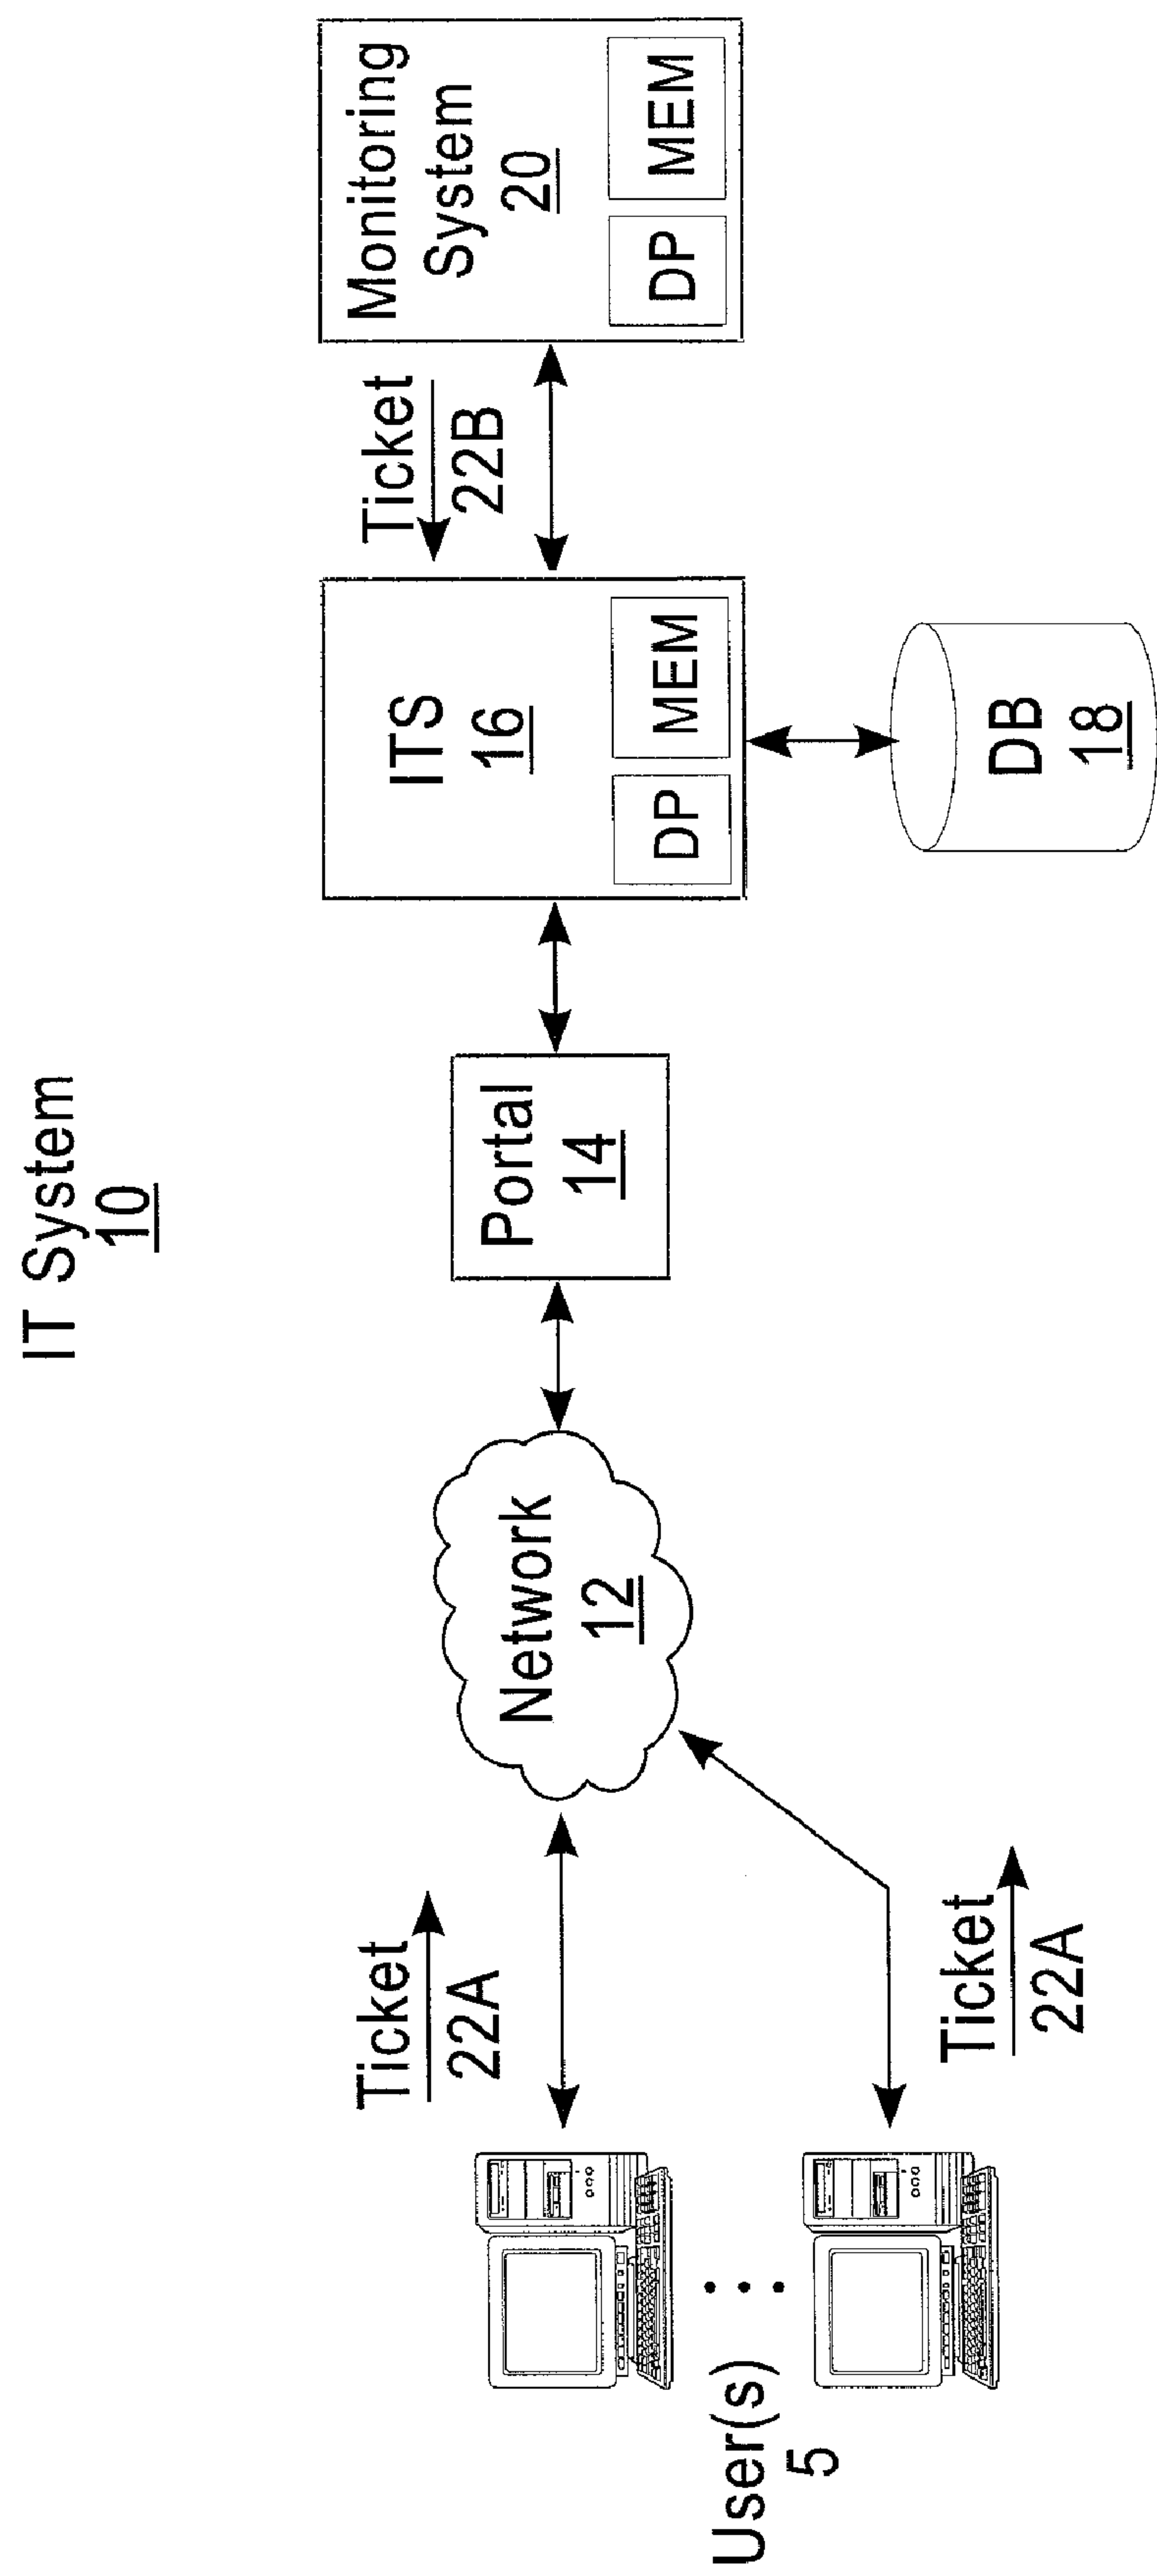 IT System
10
User(s)
5
Ticket
22A
Ticket
22A
Network
12
Portal
14
ITS
16
DP
MEM
DB
18
Ticket
22B
Monitoring
System
20
DP
MEM